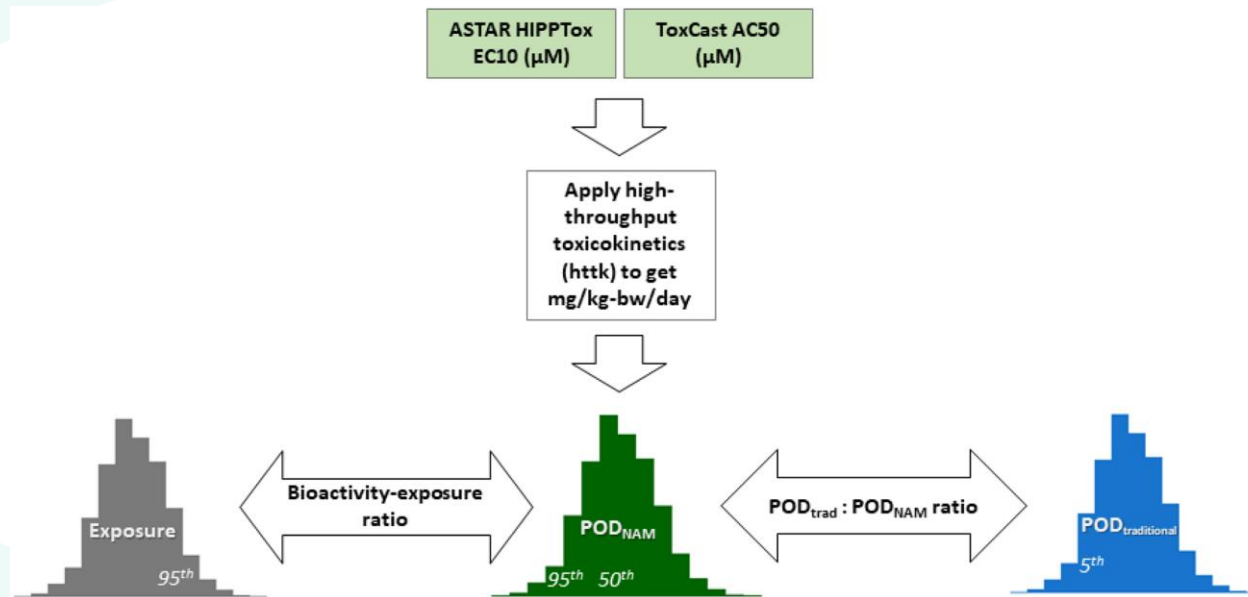 ASTAR HIPPTox
EC10 (µM)
ToxCast AC50
(µM)
Apply high-
throughput
toxicokinetics
(httk) to get
mg/kg-bw/day
Exposure
95th
Bioactivity-exposure
ratio
PODNAM
95th 50th
PODtrad : PODNAM ratio
PODtraditional
5th